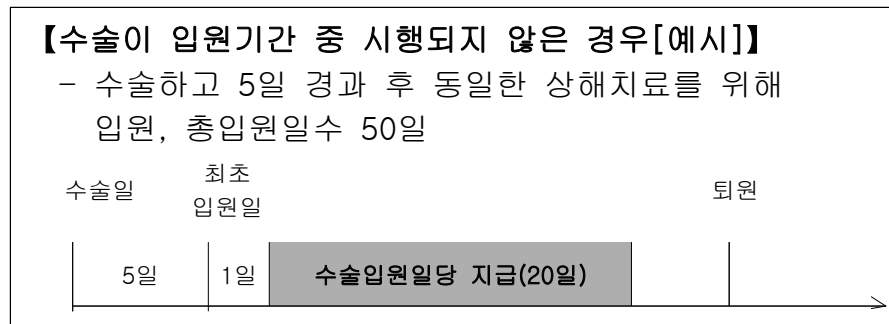 【수술이 입원기간 중 시행되지 않은 경우[예시]】
- 수술하고 5일 경과 후 동일한 상해치료를 위해
입원, 총입원일수 50일
수술일
최초
입원일
퇴원
5일
1일
수술입원일당 지급(20일)